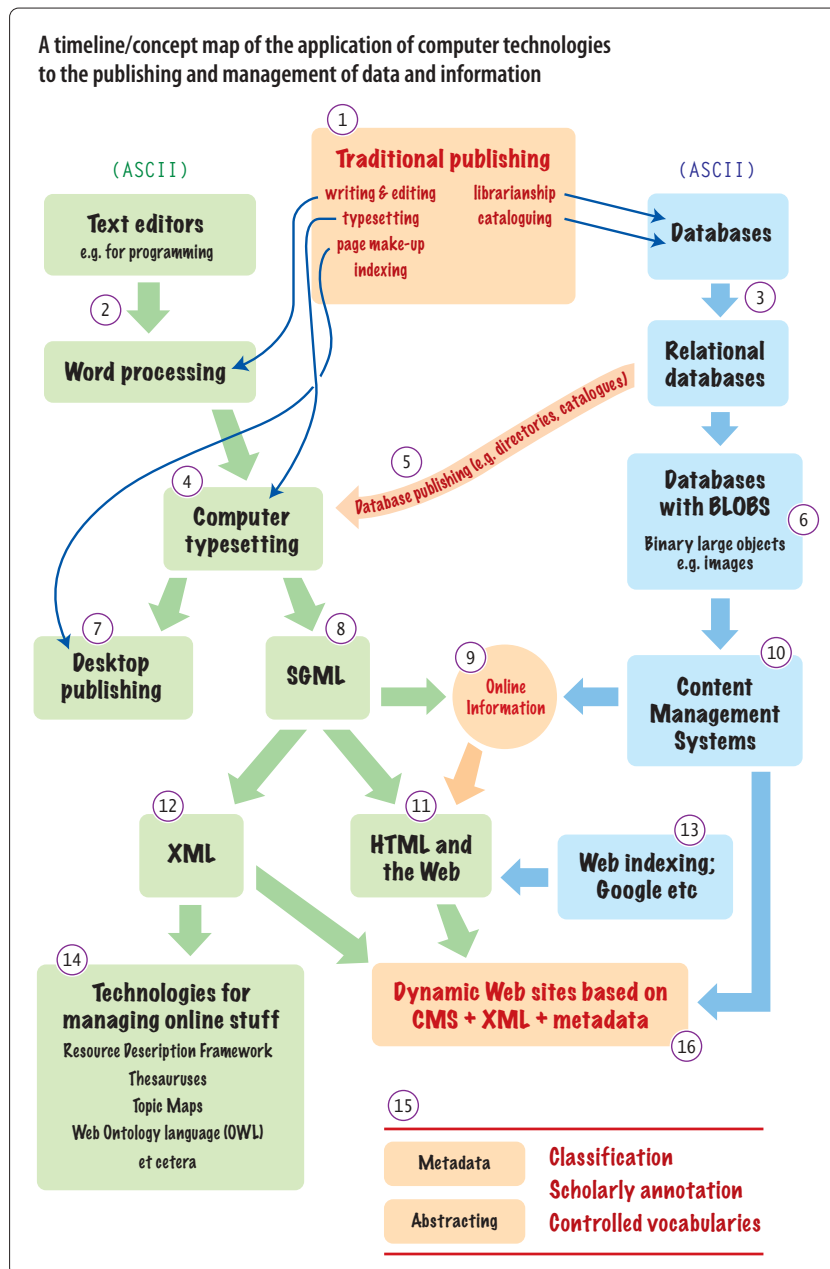 A timeline/concept map of the application of computer technologies
to the publishing and management of data and information
1
Traditional publishing
writing & editing
typesetting
page make-up
indexing
librarianship
cataloguing
(ASCII)
Text editors
e.g. for programming
(ASCII)
Databases
2
3
Word processing
Relational
databases
5
Database publishing (e.g. directories, catalogues)
4
Computer
typesetting
Databases
with BLOBS
Binary large objects
e.g. images
6
7
Desktop
publishing
8
SGML
9
Online
Information
10
Content
Management
Systems
12
XML
11
HTML and
the Web
13
Web indexing;
Google etc
14
Technologies for
managing online stuff
Resource Description Framework
Thesauruses
Topic Maps
Web Ontology language (OWL)
et cetera
Dynamic Web sites based on
CMS + XML + metadata
16
15
Metadata
Abstracting
Classification
Scholarly annotation
Controlled vocabularies